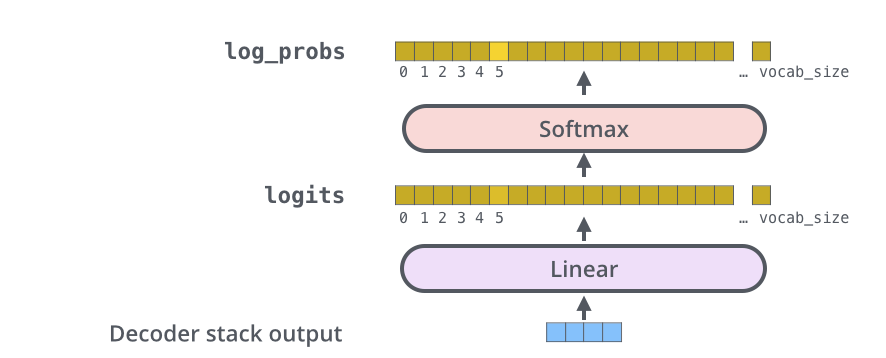 log_probs
0 1 2 3 4 5 … vocab_size
Softmax
logits
0 1 2 3 4 5 … vocab_size
Linear
Decoder stack output